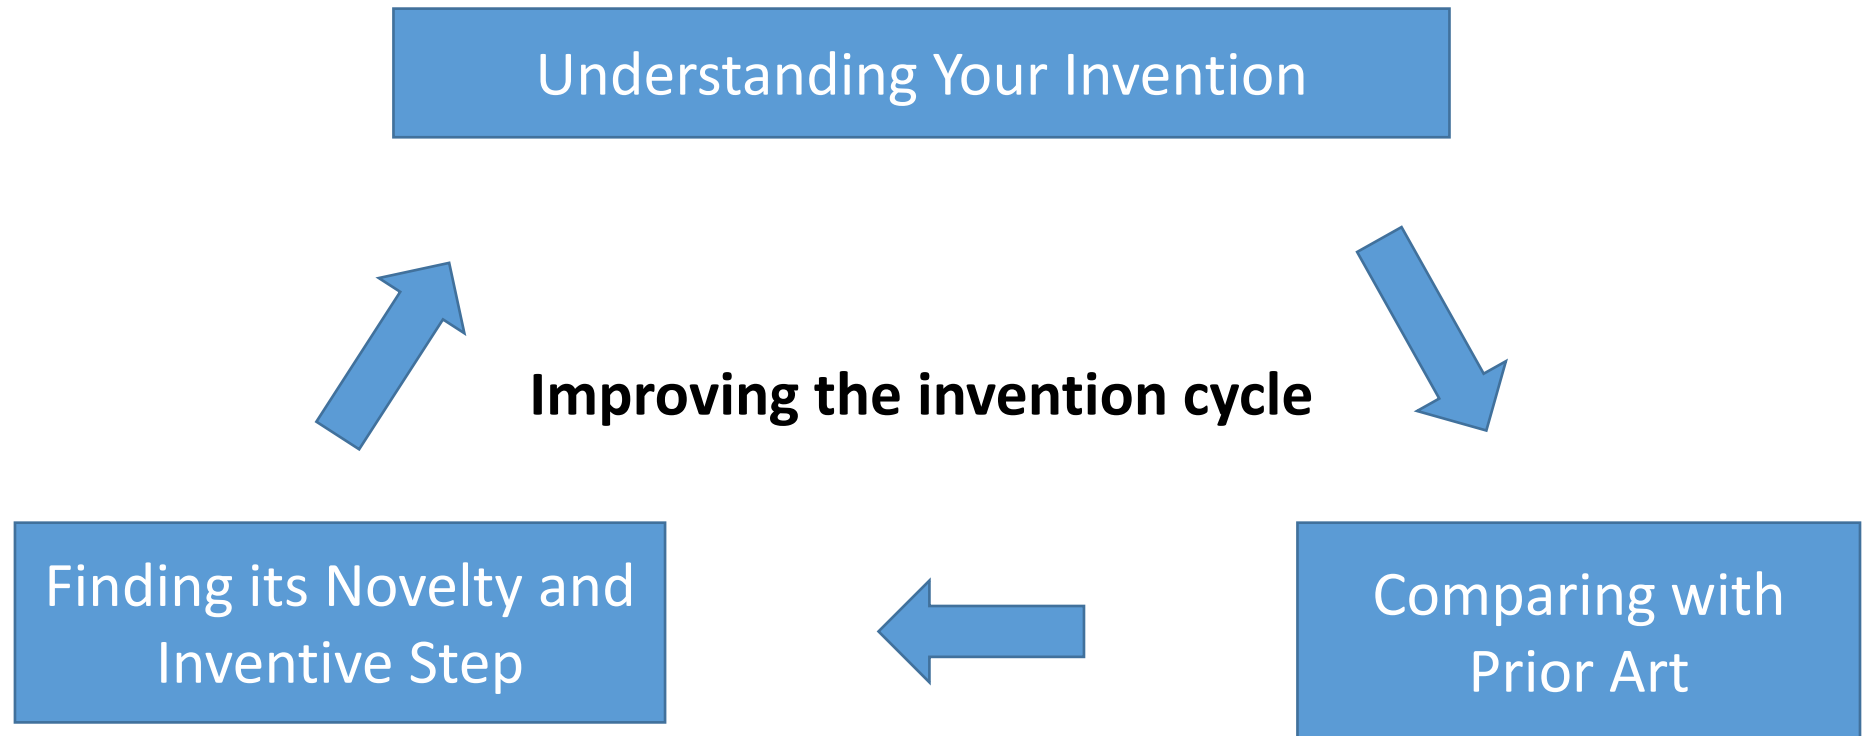 Understanding Your Invention
Improving the invention cycle
Finding its Novelty and
Inventive Step
Comparing with
Prior Art